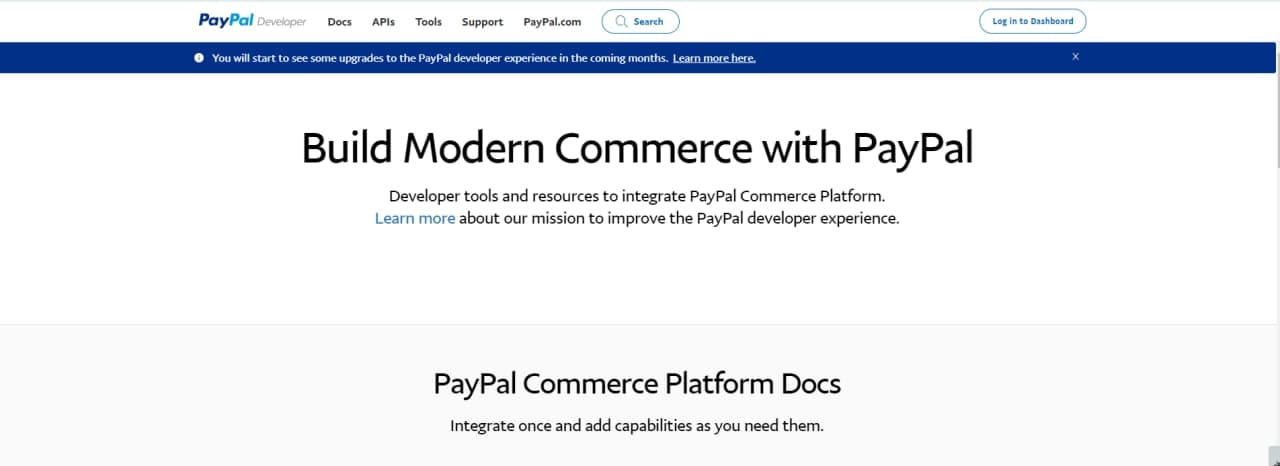 PayPal Developer Docs APIs Tools Support PayPal.com Search Log in to Dashboard
You will start to see some upgrades to the PayPal developer experience in the coming months. Learn more here. X
Build Modern Commerce with PayPal
Developer tools and resources to integrate PayPal Commerce Platform.
Learn more about our mission to improve the PayPal developer experience.
PayPal Commerce Platform Docs
Integrate once and add capabilities as you need them.